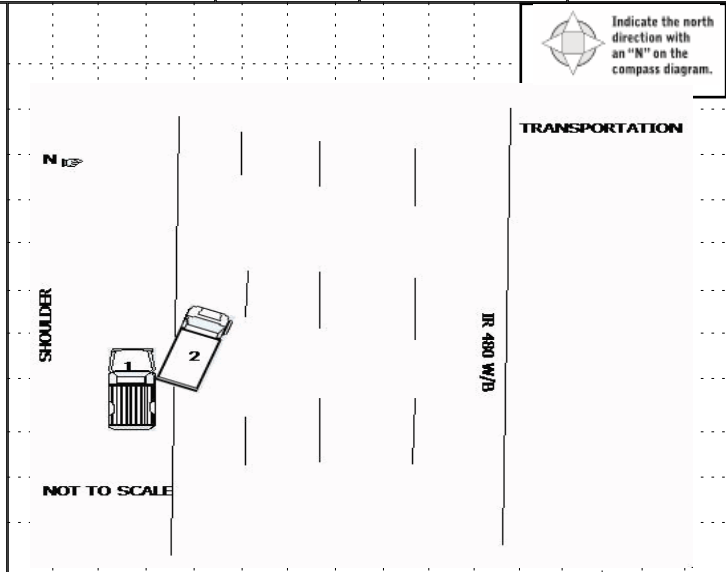 Indicate the north
direction with
an “N” on the
compass diagram.
TRANSPORTATION
N
SHOULDER
1
2
IR 480 W/B
NOT TO SCALE